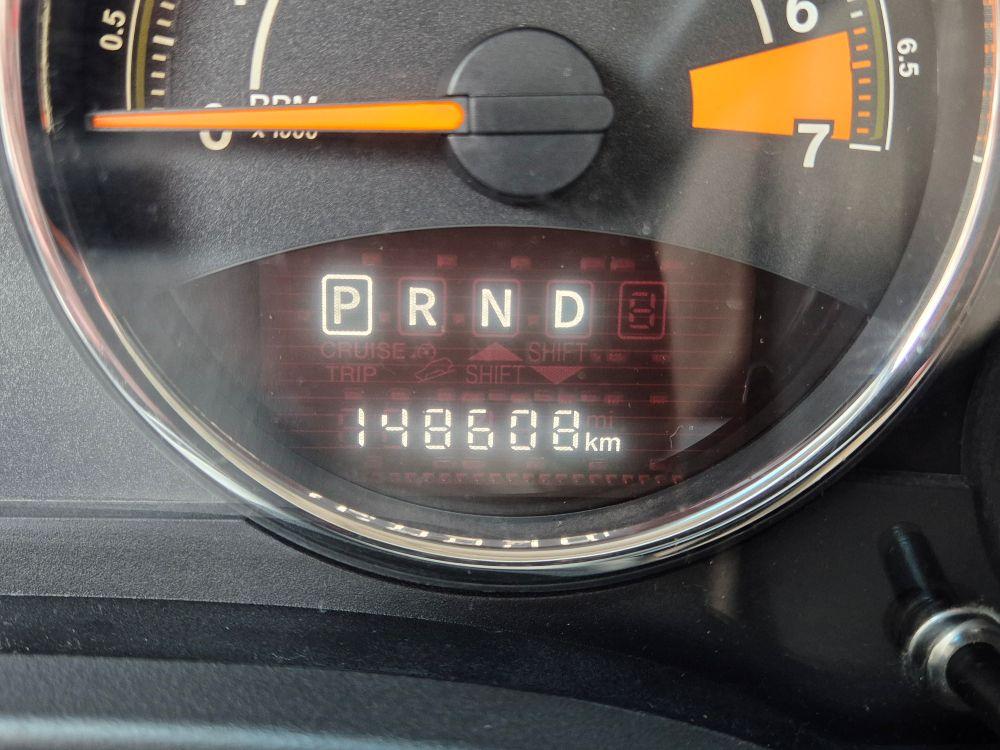 0.5
6
6.5
0
RPM
x 1000
7
P R N D
CRUISE SHIFT
TRIP SHIFT
mi
148608 km